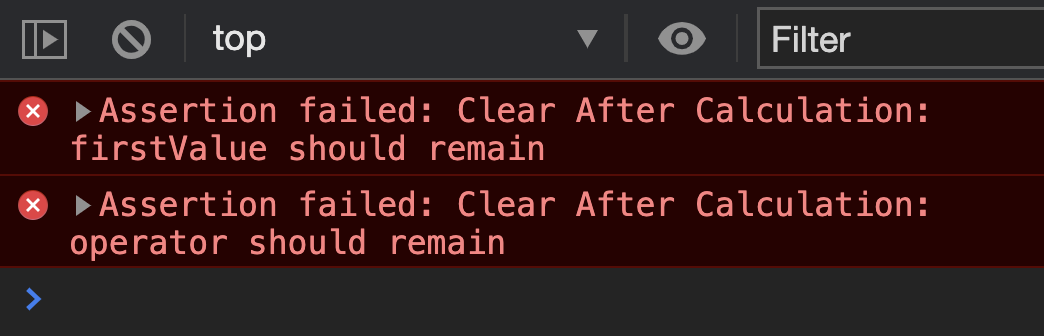 top
Filter
Assertion failed: Clear After Calculation:
firstValue should remain
Assertion failed: Clear After Calculation:
operator should remain